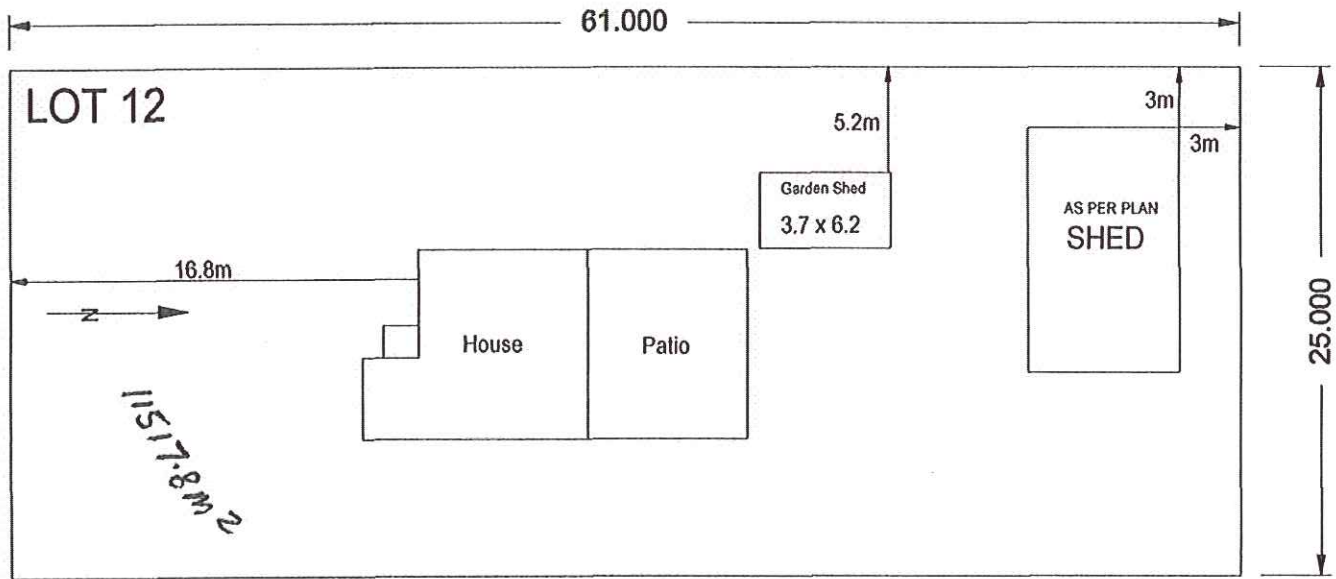 61.000
LOT 12
3m
5.2m
3m
Garden Shed
3.7 x 6.2
AS PER PLAN
SHED
16.8m
N
House
Patio
25.000
11517.8m2